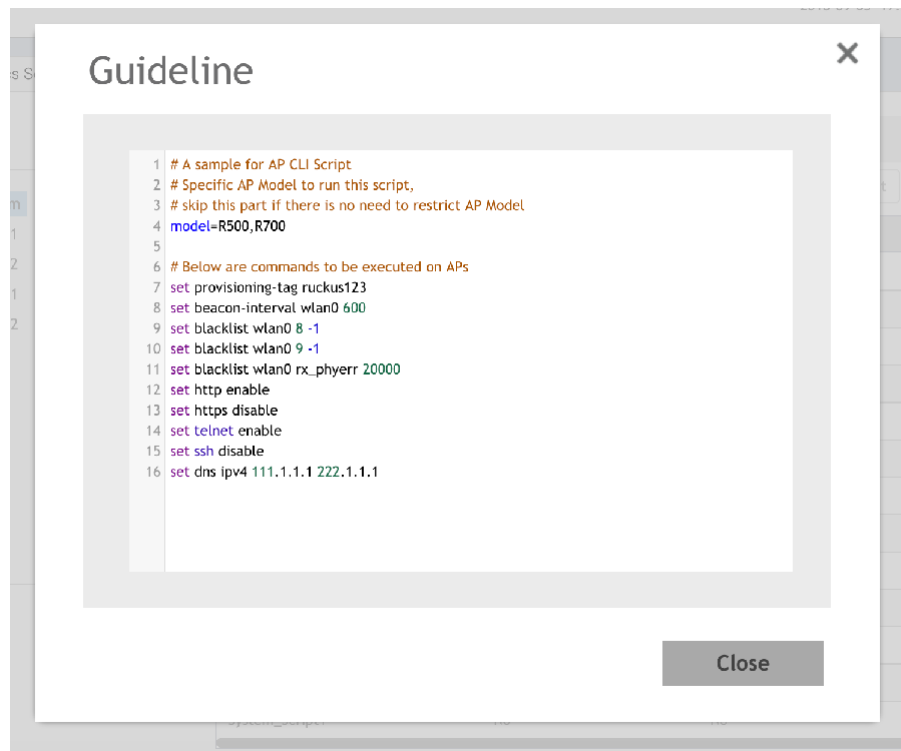 Guideline
1 # A sample for AP CLI Script
2 # Specific AP Model to run this script,
3 # skip this part if there is no need to restrict AP Model
4 model=R500,R700
5
6 # Below are commands to be executed on APs
7 set provisioning-tag ruckus123
8 set beacon-interval wlan0 600
9 set blacklist wlan0 8 -1
10 set blacklist wlan0 9 -1
11 set blacklist wlan0 rx_phyerr 20000
12 set http enable
13 set https disable
14 set telnet enable
15 set ssh disable
16 set dns ipv4 111.1.1.1 222.1.1.1
Close